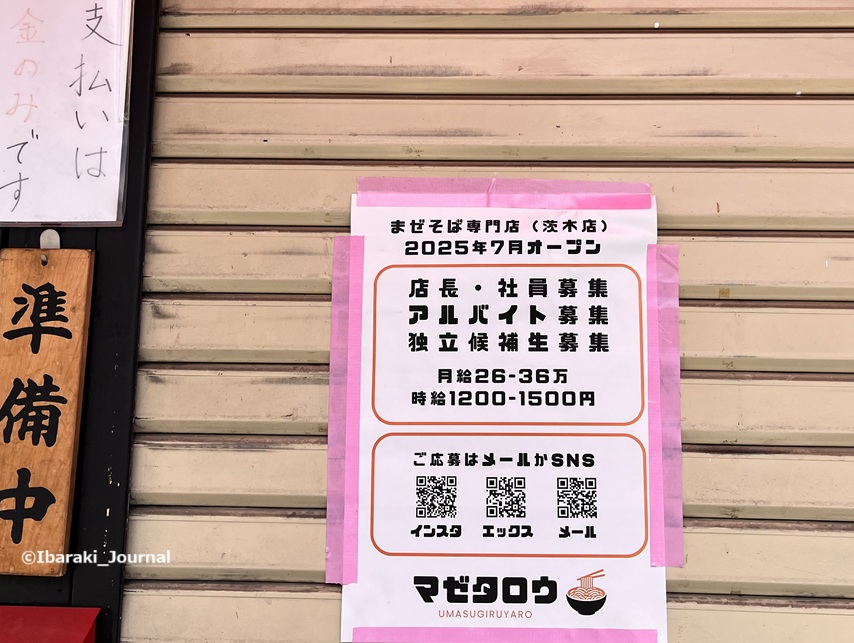 支払いは
金のみです
準備中
まぜそば専門店（茨木店）
2025年7月オープン
店長・社員募集
アルバイト募集
独立候補生募集
月給26-36万
時給1200-1500円
ご応募はメールかSNS
インスタ エックス メール
マゼタロウ
UMASUGIRUYARO
©Ibaraki_Journal